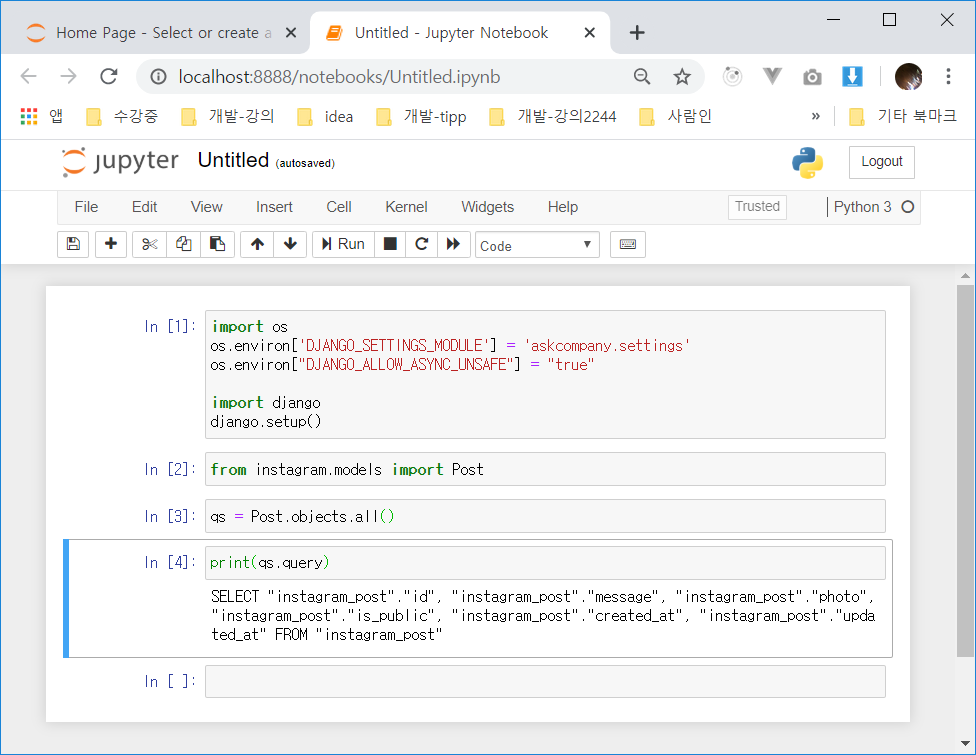 Home Page - Select or create a
Untitled - Jupyter Notebook
localhost:8888/notebooks/Untitled.ipynb
앱 수강중 개발-강의 idea 개발-tipp 개발-강의2244 사람인 » 기타 북마크
jupyter Untitled (autosaved) Logout
File Edit View Insert Cell Kernel Widgets Help Trusted Python 3
Run Code
In [1]: import os
os.environ['DJANGO_SETTINGS_MODULE'] = 'askcompany.settings'
os.environ["DJANGO_ALLOW_ASYNC_UNSAFE"] = "true"
import django
django.setup()
In [2]: from instagram.models import Post
In [3]: qs = Post.objects.all()
In [4]: print(qs.query)
SELECT "instagram_post"."id", "instagram_post"."message", "instagram_post"."photo",
"instagram_post"."is_public", "instagram_post"."created_at", "instagram_post"."upda
ted_at" FROM "instagram_post"
In [ ]: